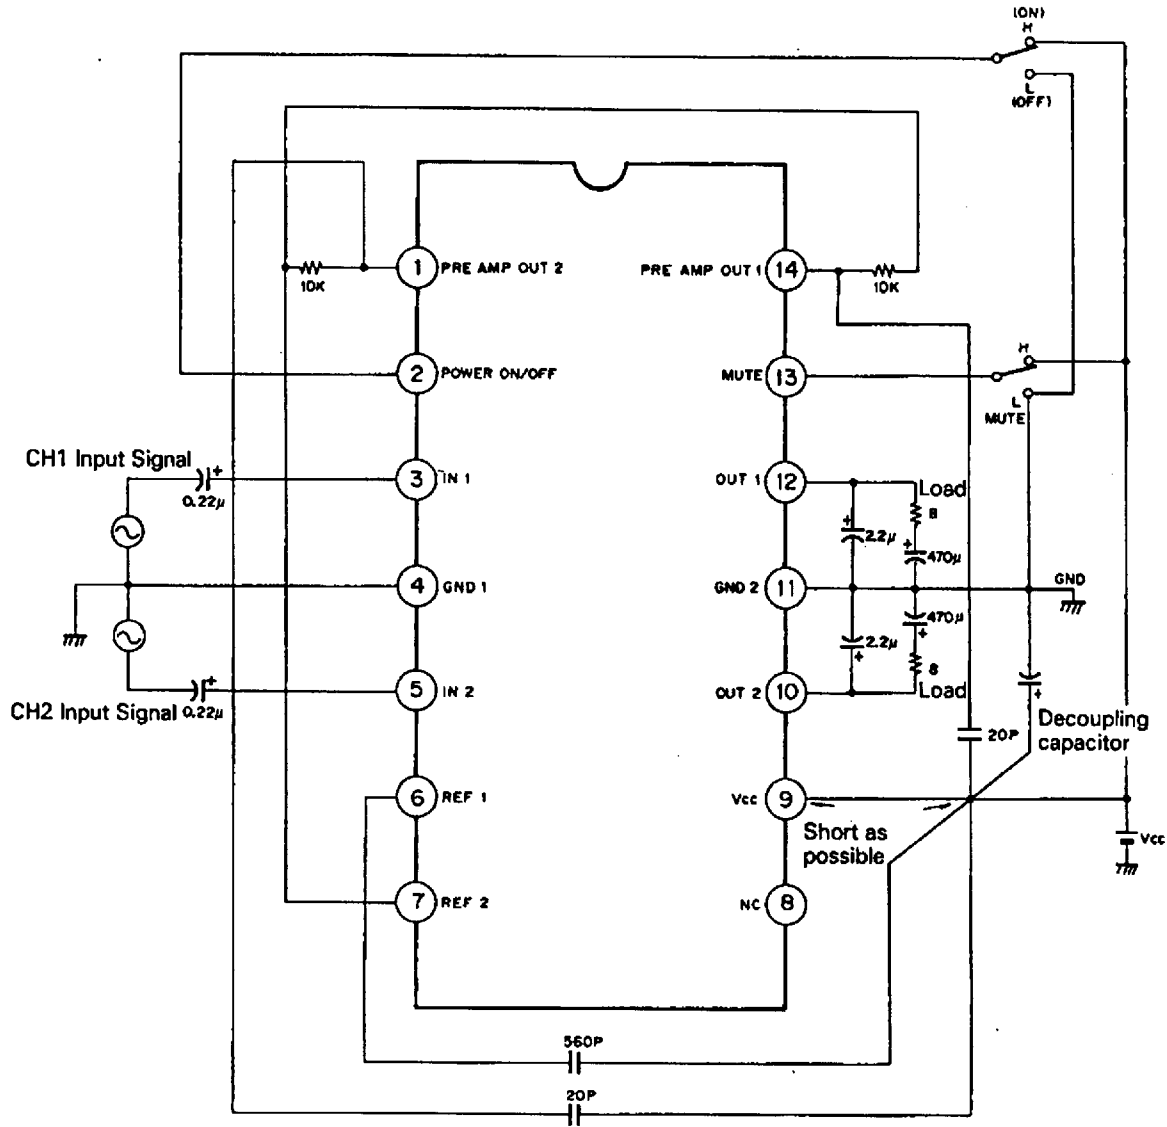 (ON)
H
L
(OFF)
1 PRE AMP OUT 2
PRE AMP OUT 1 14
10K
10K
2 POWER ON/OFF
MUTE 13
H
L
MUTE
CH1 Input Signal
0.22μ
3 IN 1
OUT 1 12
Load
8
2.2μ
470μ
4 GND 1
GND 2 11
GND
470μ
2.2μ
8
Load
CH2 Input Signal
0.22μ
5 IN 2
OUT 2 10
20P
Decoupling
capacitor
6 REF 1
Vcc 9
Short as
possible
Vcc
7 REF 2
NC 8
560P
20P